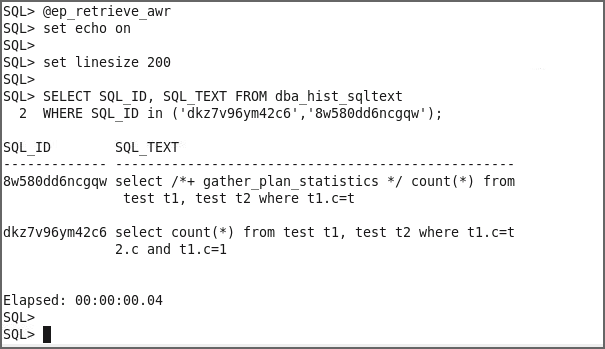 SQL> @ep_retrieve_awr
SQL> set echo on
SQL>
SQL> set linesize 200
SQL>
SQL> SELECT SQL_ID, SQL_TEXT FROM dba_hist_sqltext
  2  WHERE SQL_ID in ('dkz7v96ym42c6','8w580dd6ncgqw');

SQL_ID        SQL_TEXT
------------- --------------------------------------------------
8w580dd6ncgqw select /*+ gather_plan_statistics */ count(*) from
               test t1, test t2 where t1.c=t

dkz7v96ym42c6 select count(*) from test t1, test t2 where t1.c=t
              2.c and t1.c=1


Elapsed: 00:00:00.04
SQL>
SQL>